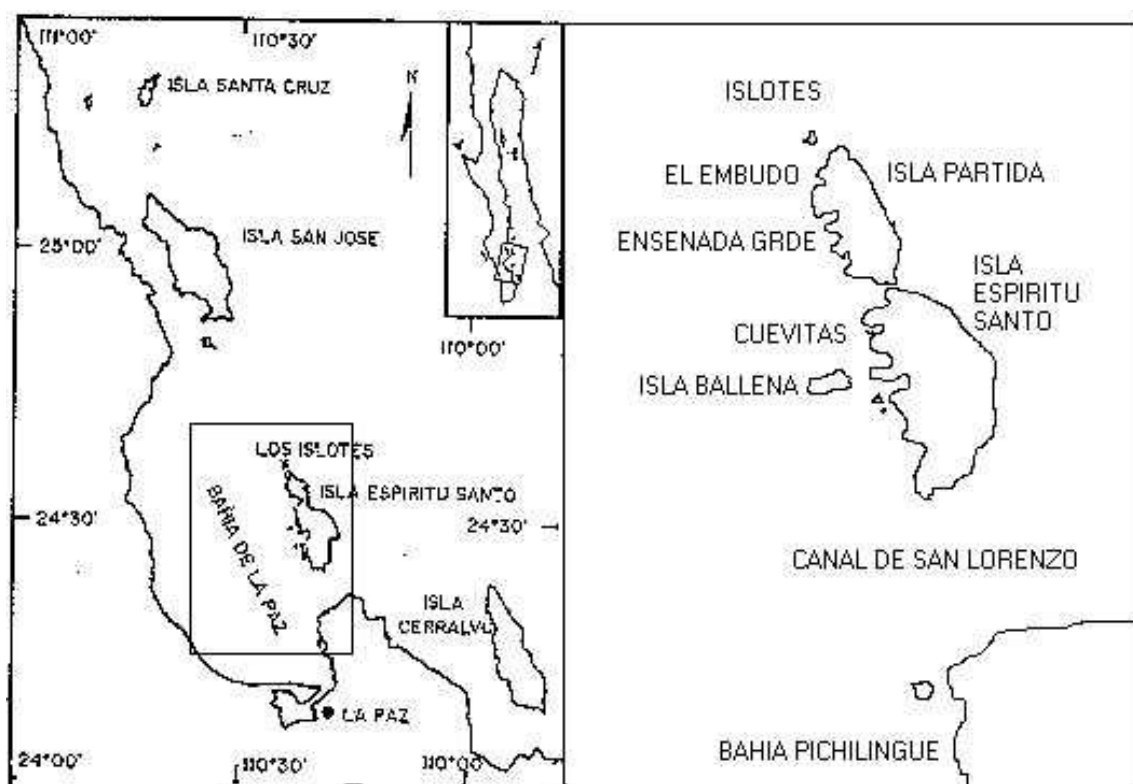 111°00'
110°30'
ISLA SANTA CRUZ
N
ISLA SAN JOSE
25°00'
110°00'
LOS ISLOTES
ISLA ESPIRITU SANTO
BAHIA DE LA PAZ
24°30'
24°30'
ISLA
CERRALVO
LA PAZ
24°00'
110°30'
110°00'
ISLOTES
EL EMBUDO
ISLA PARTIDA
ENSENADA GRDE
ISLA
ESPIRITU
SANTO
CUEVITAS
ISLA BALLENA
CANAL DE SAN LORENZO
BAHIA PICHILINGUE